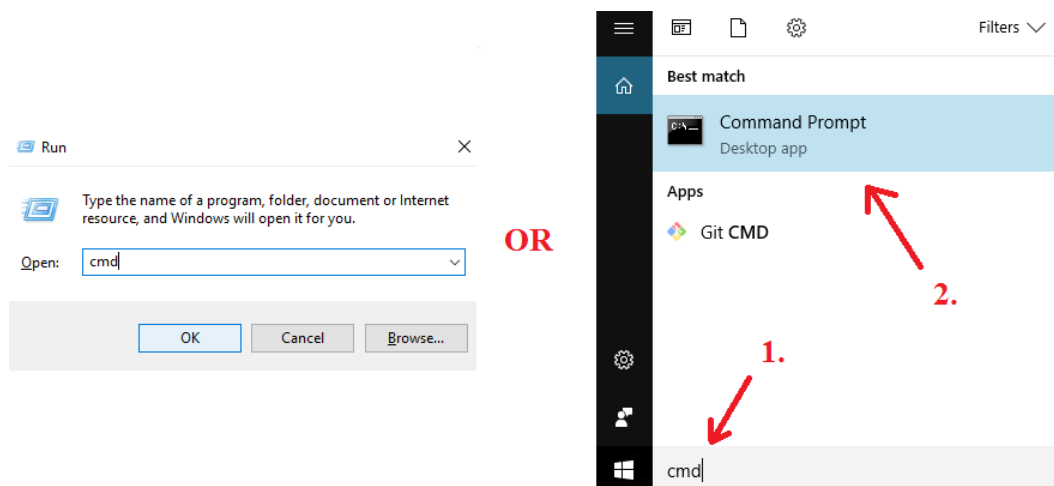 Run
Type the name of a program, folder, document or Internet
resource, and Windows will open it for you.
Open: cmd
OK Cancel Browse...
OR
Filters
Best match
C:\_
Command Prompt
Desktop app
Apps
Git CMD
2.
1.
cmd